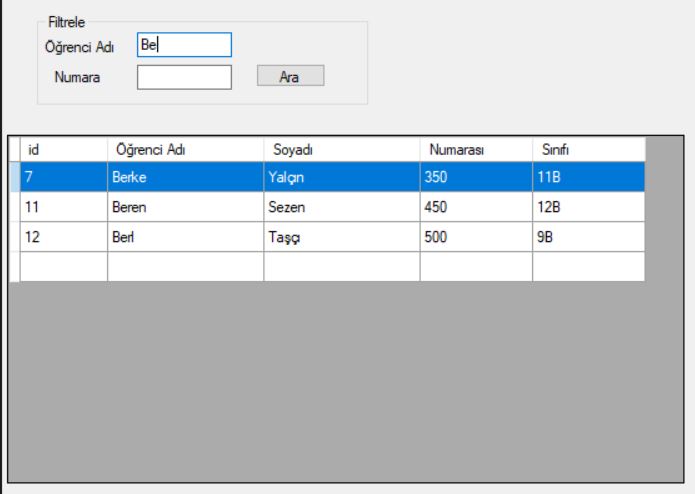 Filtrele
Öğrenci Adı Be
Numara Ara
id Öğrenci Adı Soyadı Numarası Sınıfı
7 Berke Yalçın 350 11B
11 Beren Sezen 450 12B
12 Beril Taşçı 500 9B